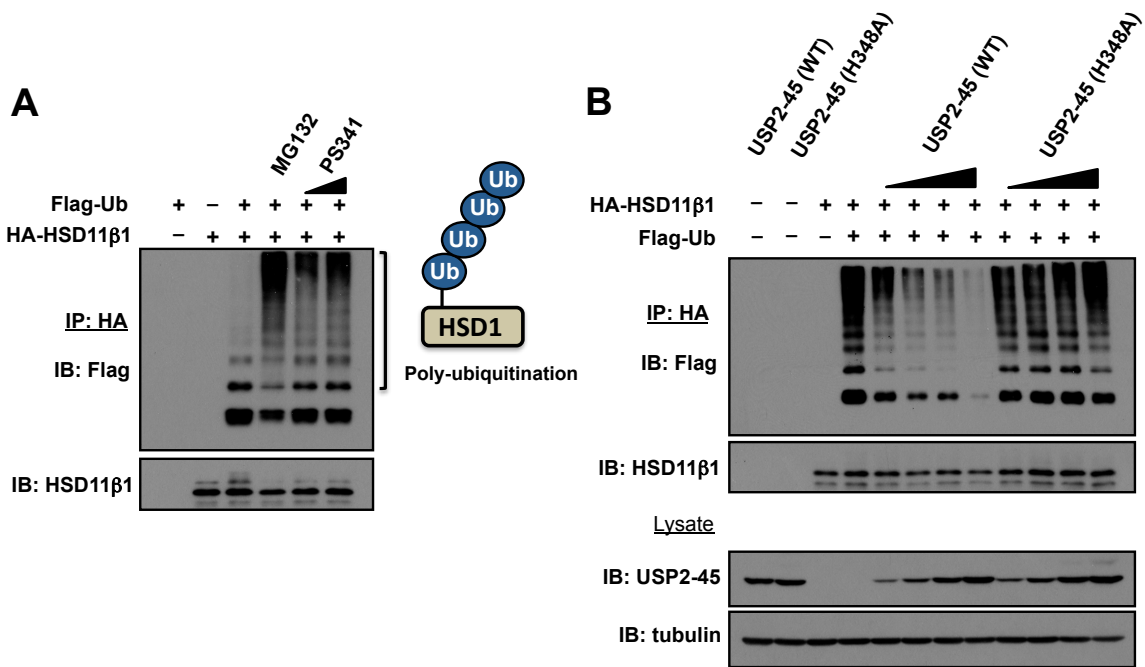 A
MG132
PS341
Flag-Ub + – + + + +
HA-HSD11β1 – + + + + +
IP: HA
IB: Flag
IB: HSD11β1
Ub
Ub
Ub
Ub
HSD1
Poly-ubiquitination
B
USP2-45 (WT)
USP2-45 (H348A)
USP2-45 (WT)
USP2-45 (H348A)
HA-HSD11β1 – – + + + + + + + + + +
Flag-Ub – – – + + + + + + + + +
IP: HA
IB: Flag
IB: HSD11β1
Lysate
IB: USP2-45
IB: tubulin